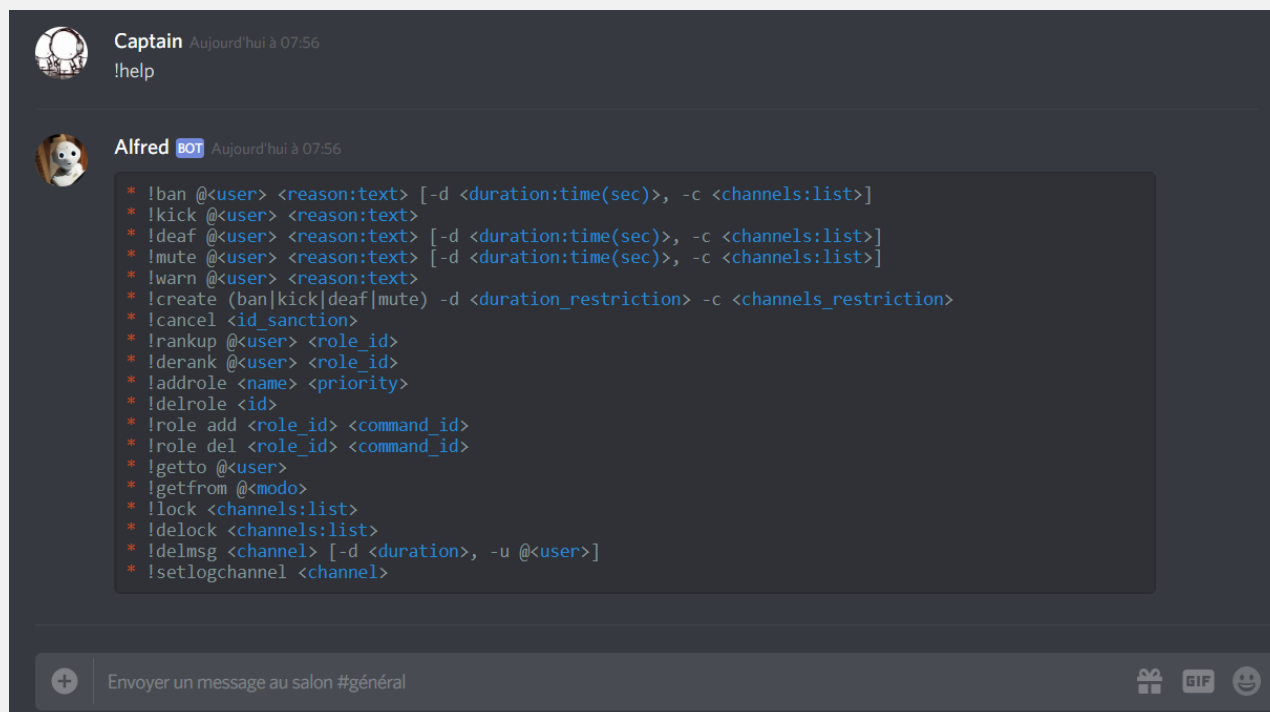 Captain Aujourd'hui à 07:56
!help
Alfred BOT Aujourd'hui à 07:56
* !ban @<user> <reason:text> [-d <duration:time(sec)>, -c <channels:list>]
* !kick @<user> <reason:text>
* !deaf @<user> <reason:text> [-d <duration:time(sec)>, -c <channels:list>]
* !mute @<user> <reason:text> [-d <duration:time(sec)>, -c <channels:list>]
* !warn @<user> <reason:text>
* !create (ban|kick|deaf|mute) -d <duration_restriction> -c <channels_restriction>
* !cancel <id_sanction>
* !rankup @<user> <role_id>
* !derank @<user> <role_id>
* !addrole <name> <priority>
* !delrole <id>
* !role add <role_id> <command_id>
* !role del <role_id> <command_id>
* !getto @<user>
* !getfrom @<modo>
* !lock <channels:list>
* !delock <channels:list>
* !delmsg <channel> [-d <duration>, -u @<user>]
* !setlogchannel <channel>
Envoyer un message au salon #général
GIF